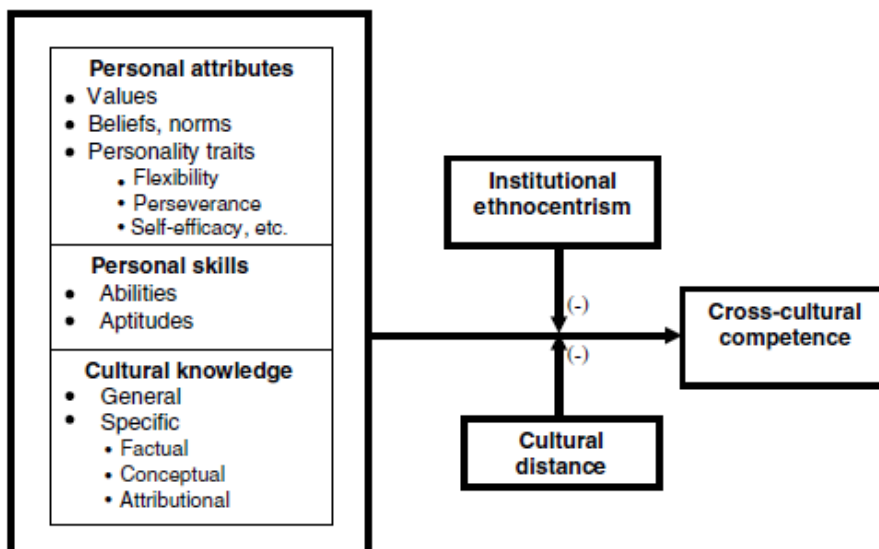 Personal attributes
• Values
• Beliefs, norms
• Personality traits
• Flexibility
• Perseverance
• Self-efficacy, etc.
Personal skills
• Abilities
• Aptitudes
Cultural knowledge
• General
• Specific
• Factual
• Conceptual
• Attributional
Institutional
ethnocentrism
(-)
(-)
Cultural
distance
Cross-cultural
competence